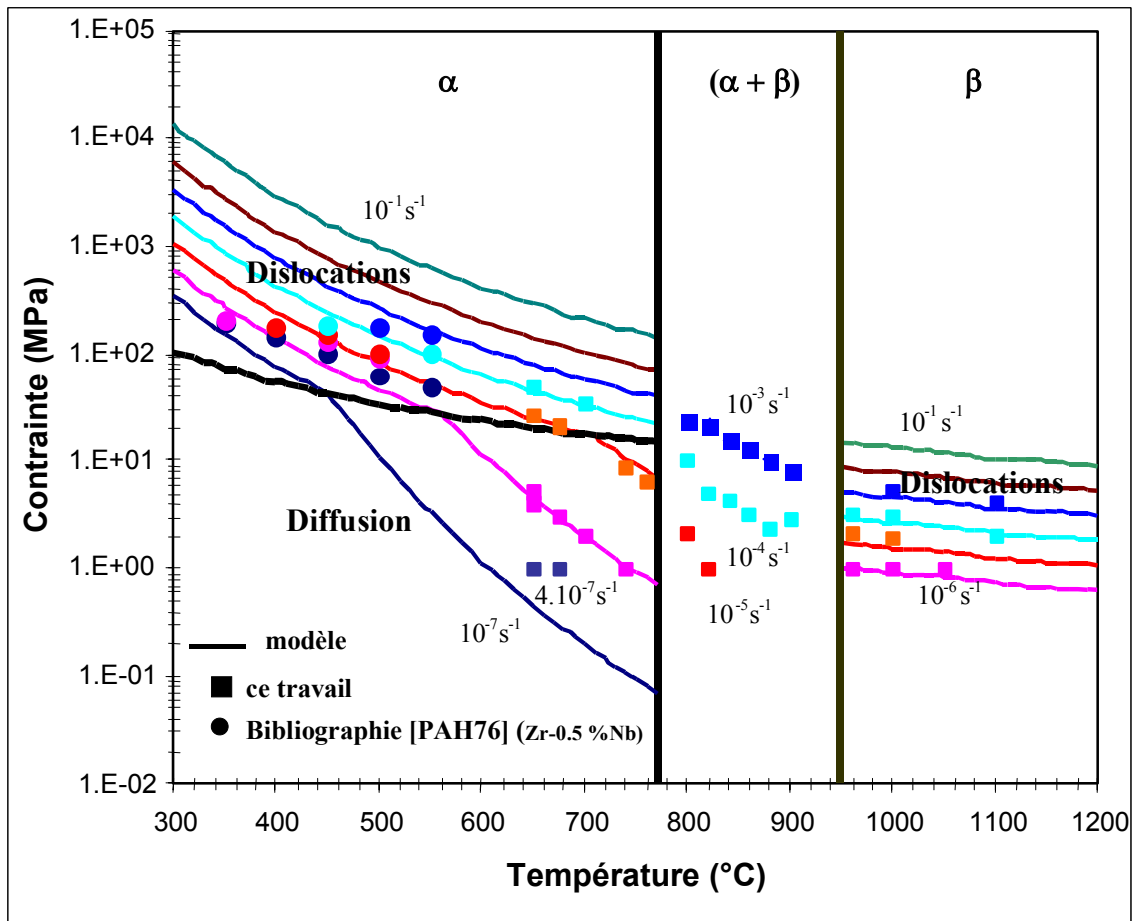 1.E+05
1.E+04
1.E+03
1.E+02
1.E+01
1.E+00
1.E-01
1.E-02
Contrainte (MPa)
α
(α + β)
β
10⁻¹s⁻¹
Dislocations
Diffusion
4.10⁻⁷s⁻¹
10⁻⁷s⁻¹
10⁻³s⁻¹
10⁻⁴s⁻¹
10⁻⁵s⁻¹
10⁻¹s⁻¹
Dislocations
10⁻⁶s⁻¹
modèle
ce travail
Bibliographie [PAH76] (Zr-0.5 %Nb)
300 400 500 600 700 800 900 1000 1100 1200
Température (°C)